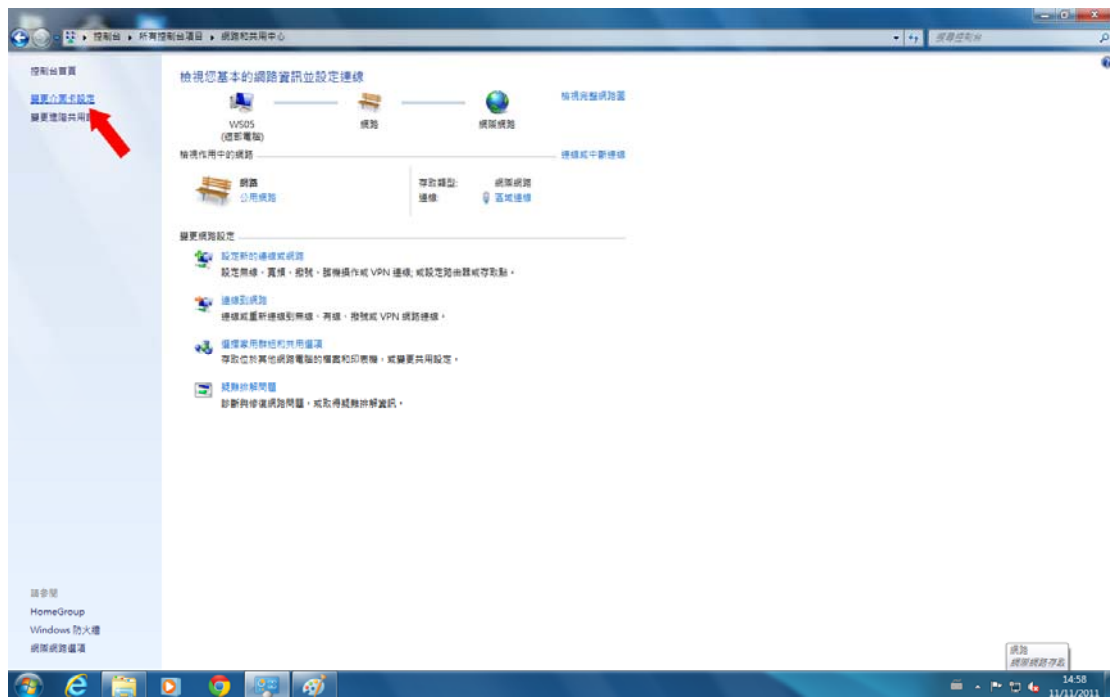 控制台 ▸ 所有控制台項目 ▸ 網路和共用中心
搜尋控制台
控制台首頁
變更介面卡設定
變更進階共用
檢視您基本的網路資訊並設定連線
檢視完整網路圖
WS05
(這部電腦)
網路
網際網路
檢視作用中的網路
連線或中斷連線
網路
公用網路
存取類型: 網際網路
連線: 區域連線
變更網路設定
設定新的連線或網路
設定無線、寬頻、撥號、臨機操作或 VPN 連線; 或設定路由器或存取點。
連線到網路
連線或重新連線到無線、有線、撥號或 VPN 網路連線。
選擇家用群組和共用選項
存取位於其他網路電腦的檔案和印表機，或變更共用設定。
疑難排解問題
診斷與修復網路問題，或取得疑難排解資訊。
請參閱
HomeGroup
Windows 防火牆
網際網路選項
網路
網際網路存取
14:58
11/11/2011